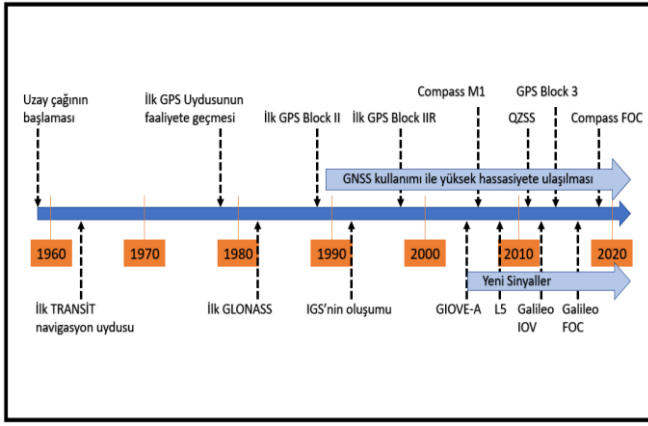 Compass M1
GPS Block 3
Uzay çağının
başlaması
İlk GPS Uydusunun
faaliyete geçmesi
İlk GPS Block II
İlk GPS Block IIR
QZSS
Compass FOC
GNSS kullanımı ile yüksek hassasiyete ulaşılması
1960
1970
1980
1990
2000
2010
2020
Yeni Sinyaller
İlk TRANSİT
navigasyon uydusu
İlk GLONASS
IGS'nin oluşumu
GIOVE-A
L5
Galileo
IOV
Galileo
FOC